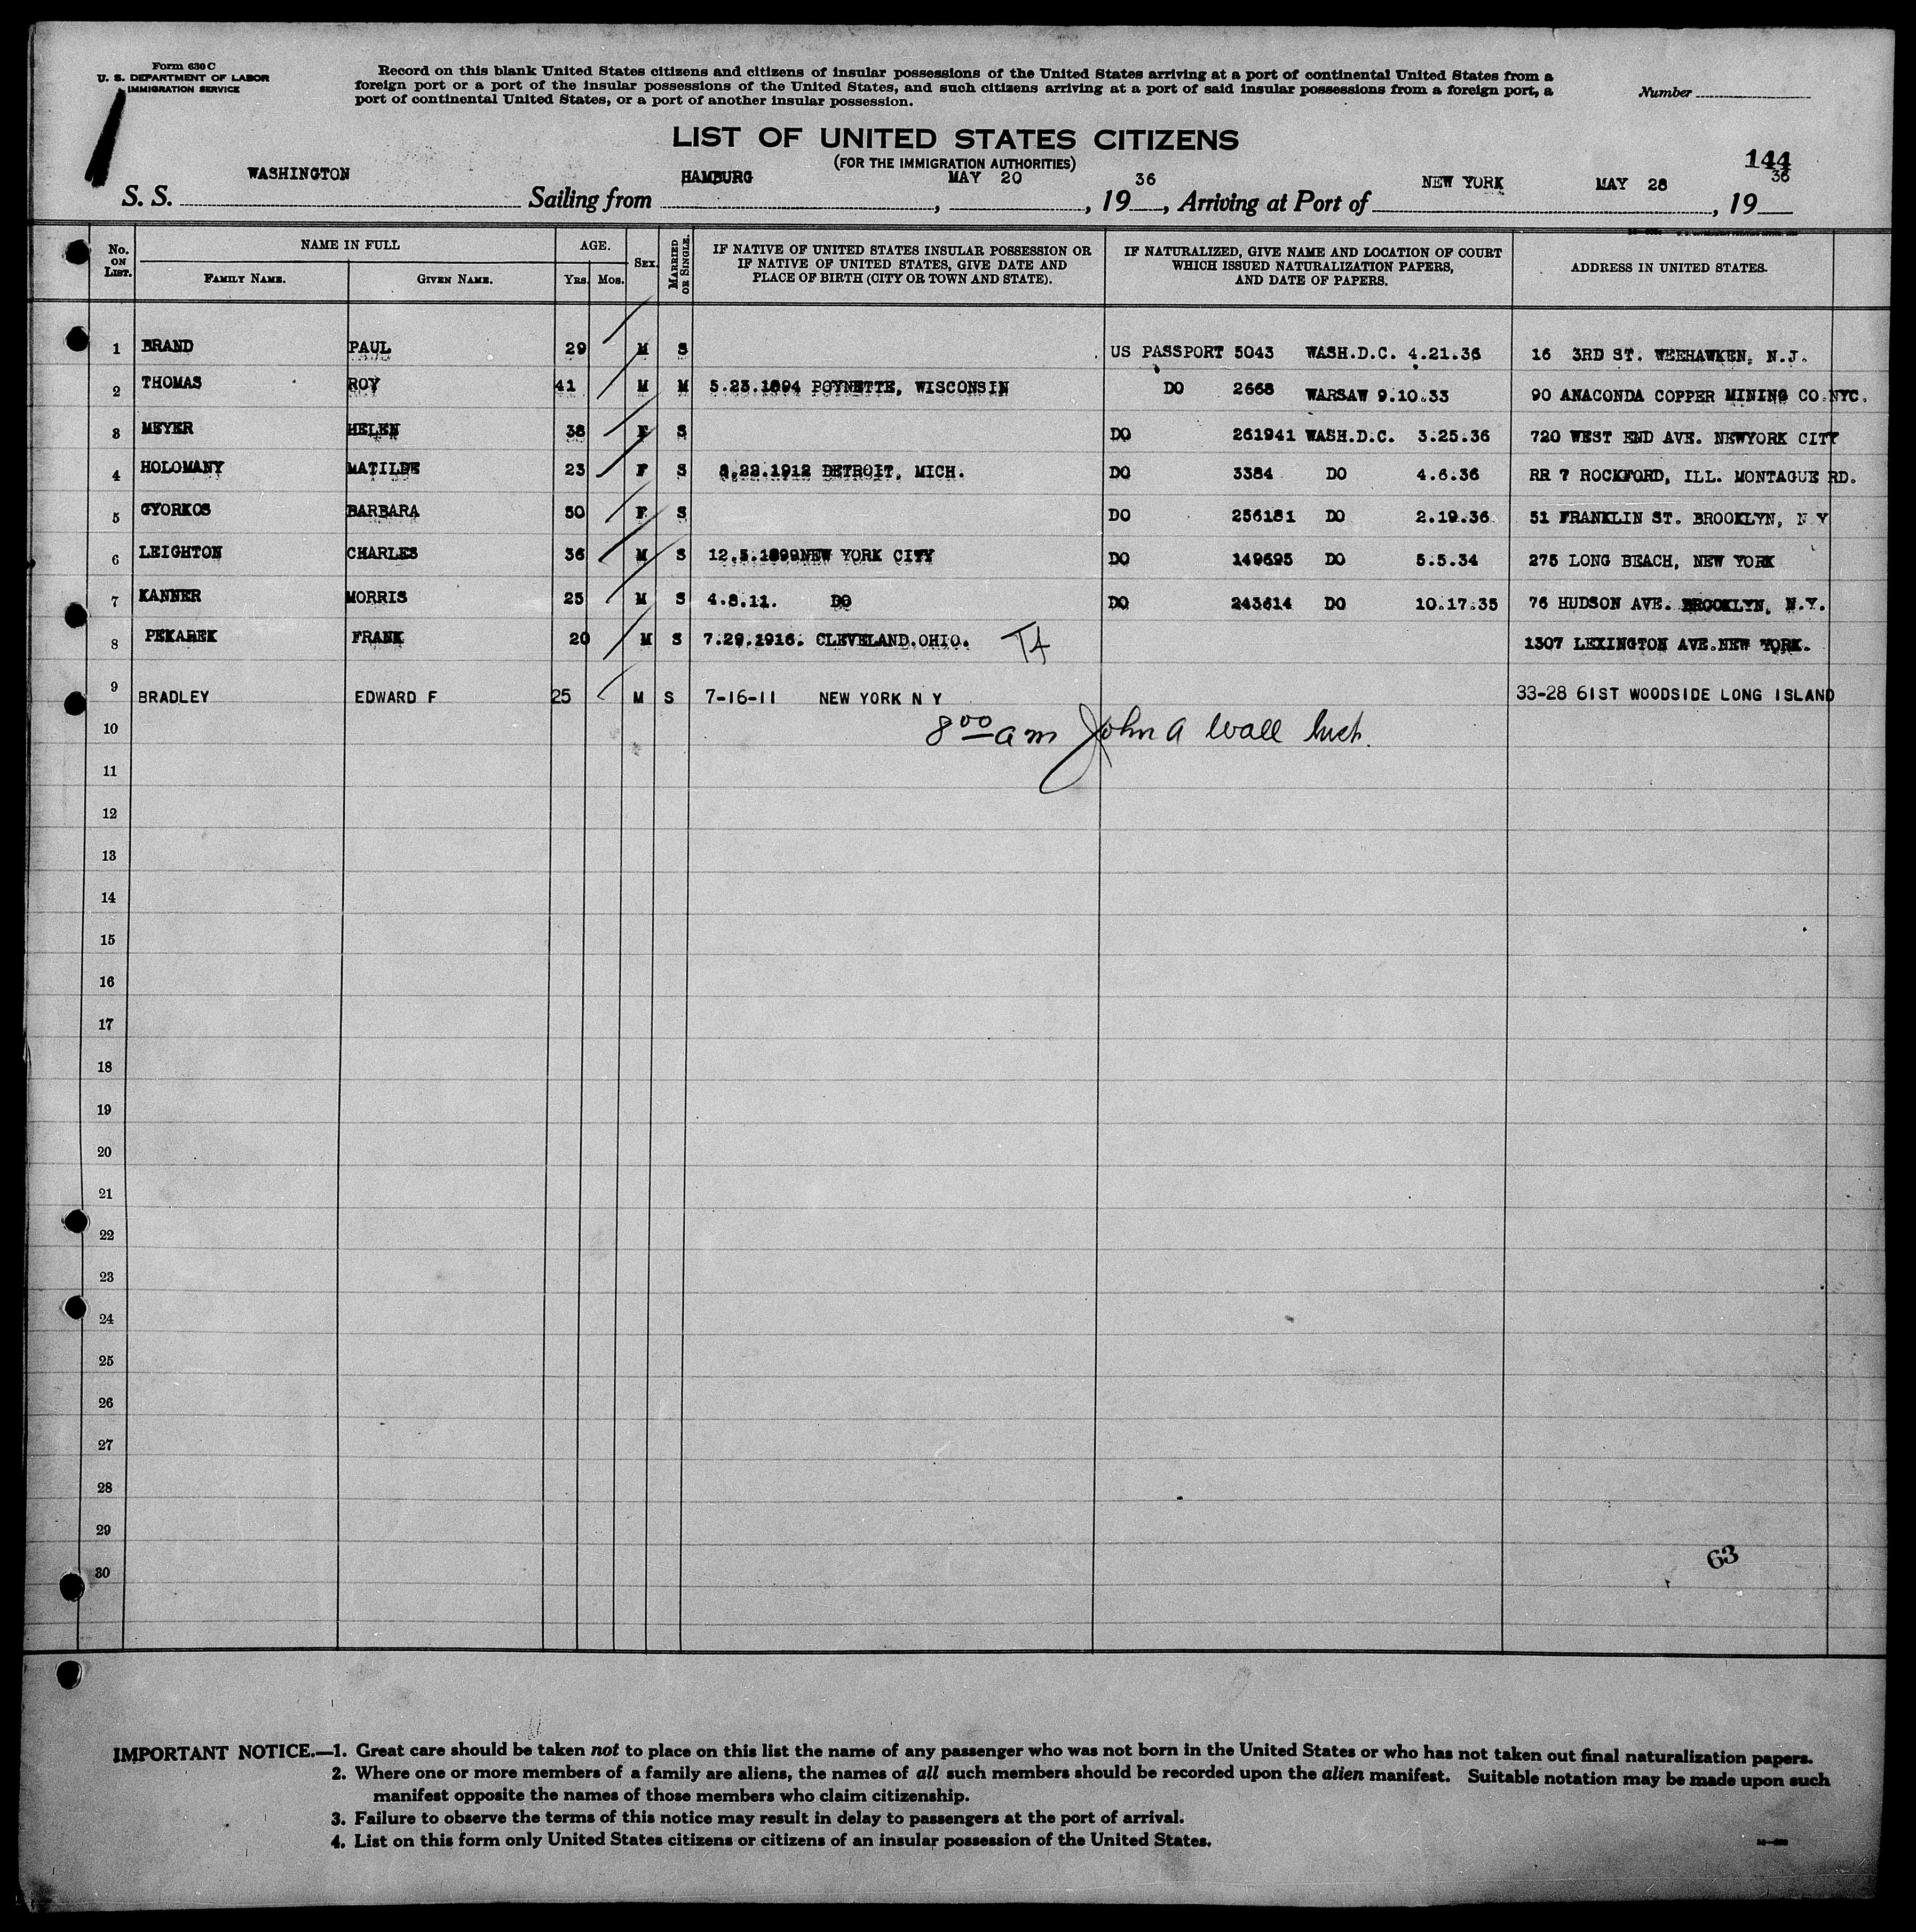 Form 630 C
U. S. DEPARTMENT OF LABOR
IMMIGRATION SERVICE
Record on this blank United States citizens and citizens of insular possessions of the United States arriving at a port of continental United States from a
foreign port or a port of the insular possessions of the United States, and such citizens arriving at a port of said insular possessions from a foreign port, a
port of continental United States, or a port of another insular possession.
Number
LIST OF UNITED STATES CITIZENS
(FOR THE IMMIGRATION AUTHORITIES)
144
S. S. WASHINGTON Sailing from HAMBURG, MAY 20, 1936, Arriving at Port of NEW YORK MAY 28, 1936
No. ON LIST. NAME IN FULL FAMILY NAME. GIVEN NAME. AGE. YRS. MOS. SEX. MARRIED OR SINGLE. IF NATIVE OF UNITED STATES INSULAR POSSESSION OR IF NATIVE OF UNITED STATES, GIVE DATE AND PLACE OF BIRTH (CITY OR TOWN AND STATE). IF NATURALIZED, GIVE NAME AND LOCATION OF COURT WHICH ISSUED NATURALIZATION PAPERS, AND DATE OF PAPERS. ADDRESS IN UNITED STATES.
1 BRAND PAUL 29 M S US PASSPORT 5043 WASH.D.C. 4.21.36 16 3RD ST. WEEHAWKEN, N.J.
2 THOMAS ROY 41 M M 5.23.1894 POYNETTE, WISCONSIN DO 2668 WARSAW 9.10.33 90 ANACONDA COPPER MINING CO.NYC.
3 MEYER HELEN 38 F S DO 261941 WASH.D.C. 3.25.36 720 WEST END AVE. NEWYORK CITY
4 HOLOMANY MATILDE 23 F S 8.22.1912 DETROIT, MICH. DO 3384 DO 4.6.36 RR 7 ROCKFORD, ILL. MONTAGUE RD.
5 GYORKOS BARBARA 50 F S DO 256181 DO 2.19.36 51 FRANKLIN ST. BROOKLYN, N Y
6 LEIGHTON CHARLES 36 M S 12.5.1899NEW YORK CITY DO 149695 DO 5.5.34 275 LONG BEACH, NEW YORK
7 KANNER MORRIS 25 M S 4.8.11. DO DO 243614 DO 10.17.35 76 HUDSON AVE. BROOKLYN, N.Y.
8 PEKAREK FRANK 20 M S 7.29.1916. CLEVELAND.OHIO. 1307 LEXINGTON AVE.NEW YORK.
9 BRADLEY EDWARD F 25 M S 7-16-11 NEW YORK N Y 33-28 61ST WOODSIDE LONG ISLAND
10 8 00 am John A Wall Insp.
11
12
13
14
15
16
17
18
19
20
21
22
23
24
25
26
27
28
29
30
63
IMPORTANT NOTICE.—1. Great care should be taken not to place on this list the name of any passenger who was not born in the United States or who has not taken out final naturalization papers.
2. Where one or more members of a family are aliens, the names of all such members should be recorded upon the alien manifest. Suitable notation may be made upon such
manifest opposite the names of those members who claim citizenship.
3. Failure to observe the terms of this notice may result in delay to passengers at the port of arrival.
4. List on this form only United States citizens or citizens of an insular possession of the United States.